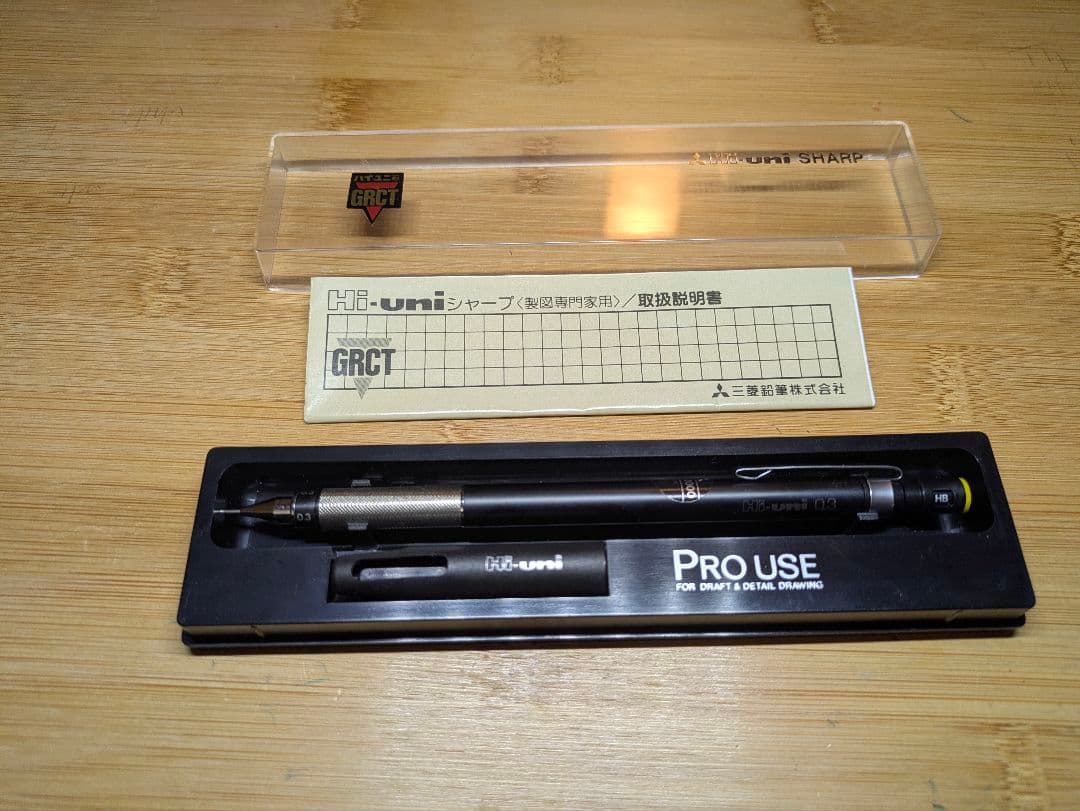 Hi-uni SHARP
ハイユニの
GRCT
Hi-uniシャープ〈製図専門家用〉/取扱説明書
GRCT
三菱鉛筆株式会社
0.3
Hi-uni 0.3
HB
Hi-uni
PRO USE
FOR DRAFT & DETAIL DRAWING